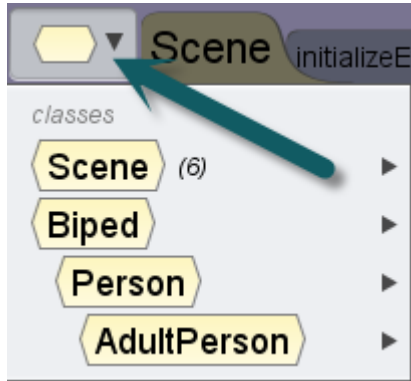 Scene initializeE
classes
Scene (6)
Biped
Person
AdultPerson